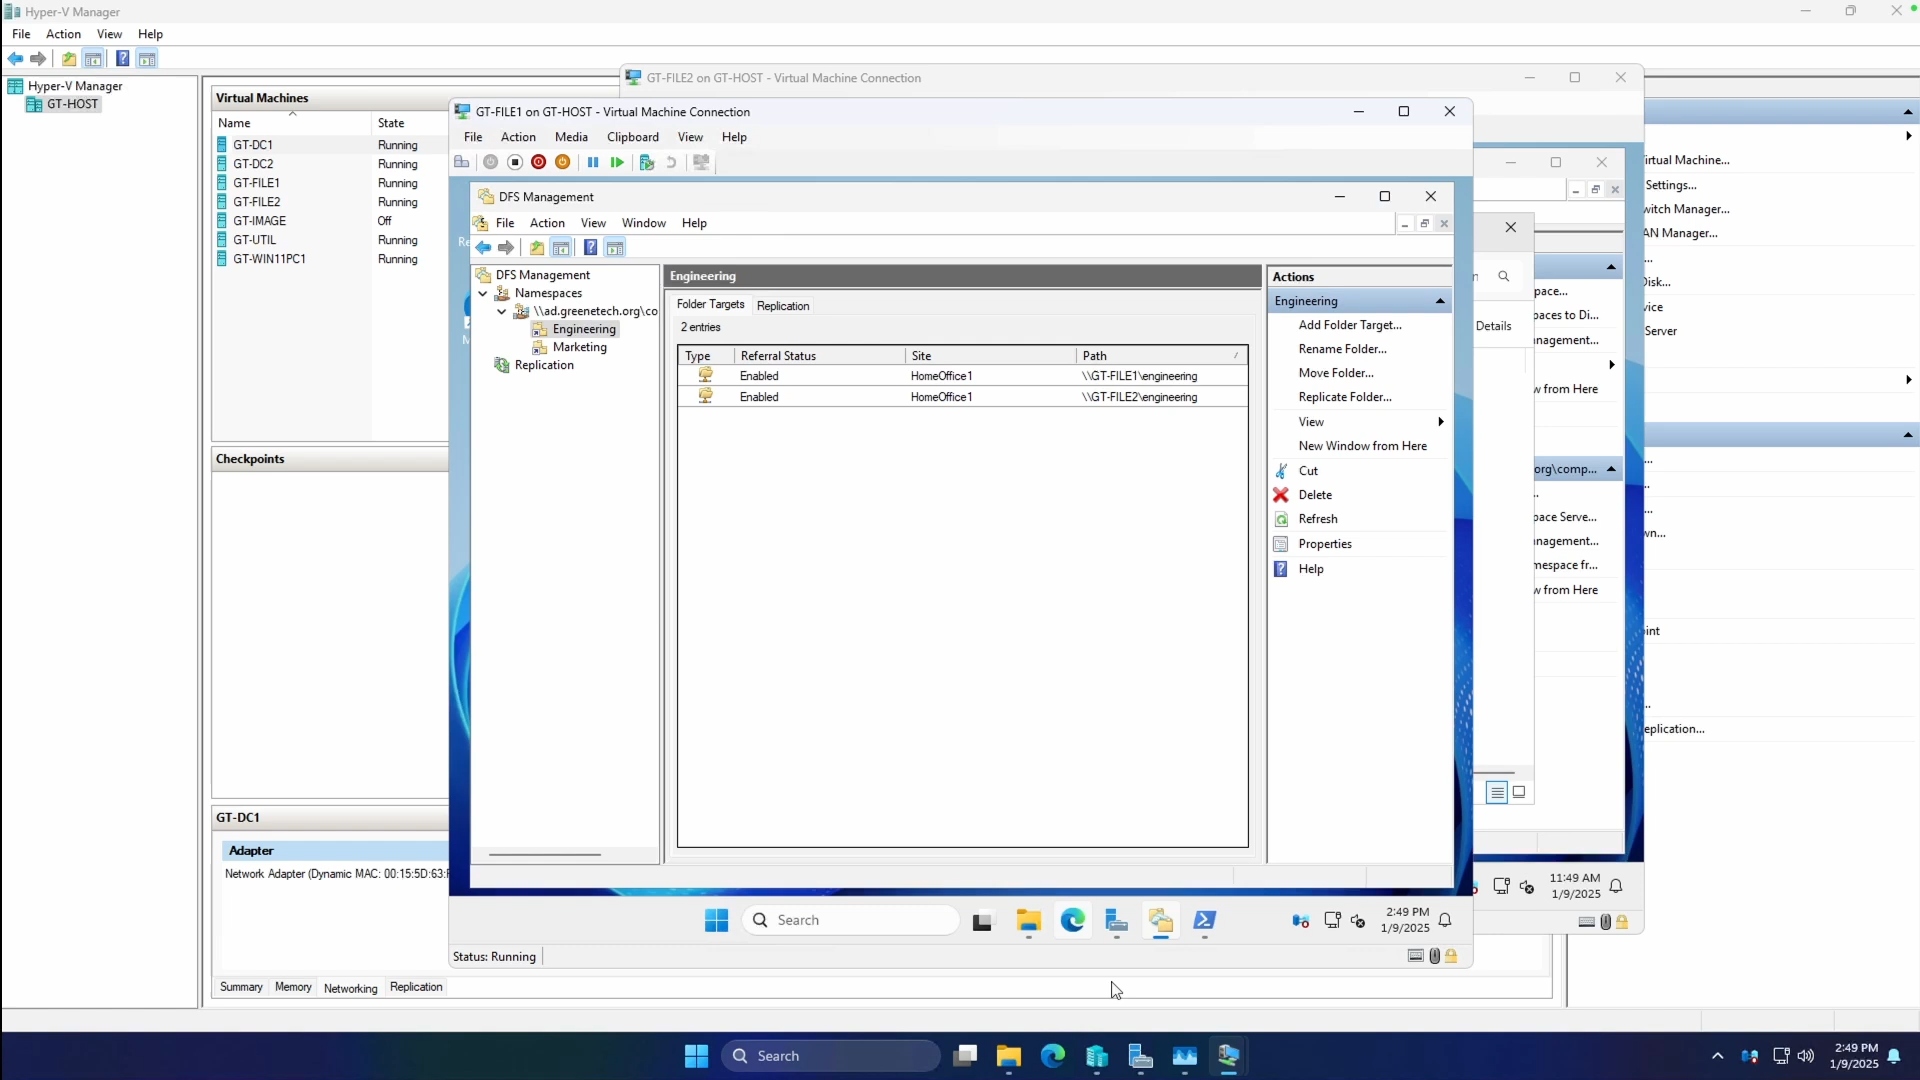 Hyper-V Manager
File Action View Help
Hyper-V Manager
GT-HOST
Virtual Machines
Name State
GT-DC1 Running
GT-DC2 Running
GT-FILE1 Running
GT-FILE2 Running
GT-IMAGE Off
GT-UTIL Running
GT-WIN11PC1 Running
Checkpoints
GT-DC1
Adapter
Network Adapter (Dynamic MAC: 00:15:5D:63:F
Summary Memory Networking Replication
GT-FILE2 on GT-HOST - Virtual Machine Connection
GT-FILE1 on GT-HOST - Virtual Machine Connection
File Action Media Clipboard View Help
DFS Management
File Action View Window Help
DFS Management
Namespaces
\\ad.greenetech.org\co
Engineering
Marketing
Replication
Engineering
Folder Targets Replication
2 entries
Type Referral Status Site Path
Enabled HomeOffice1 \\GT-FILE1\engineering
Enabled HomeOffice1 \\GT-FILE2\engineering
Actions
Engineering
Add Folder Target...
Rename Folder...
Move Folder...
Replicate Folder...
View
New Window from Here
Cut
Delete
Refresh
Properties
Help
Search
2:49 PM
1/9/2025
Status: Running
Details
pace...
paces to Di...
nagement...
w from Here
org\comp...
pace Serve...
nagement...
mespace fr...
w from Here
11:49 AM
1/9/2025
irtual Machine...
Settings...
witch Manager...
AN Manager...
Disk...
vice
Server
wn...
int
eplication...
Search
2:49 PM
1/9/2025